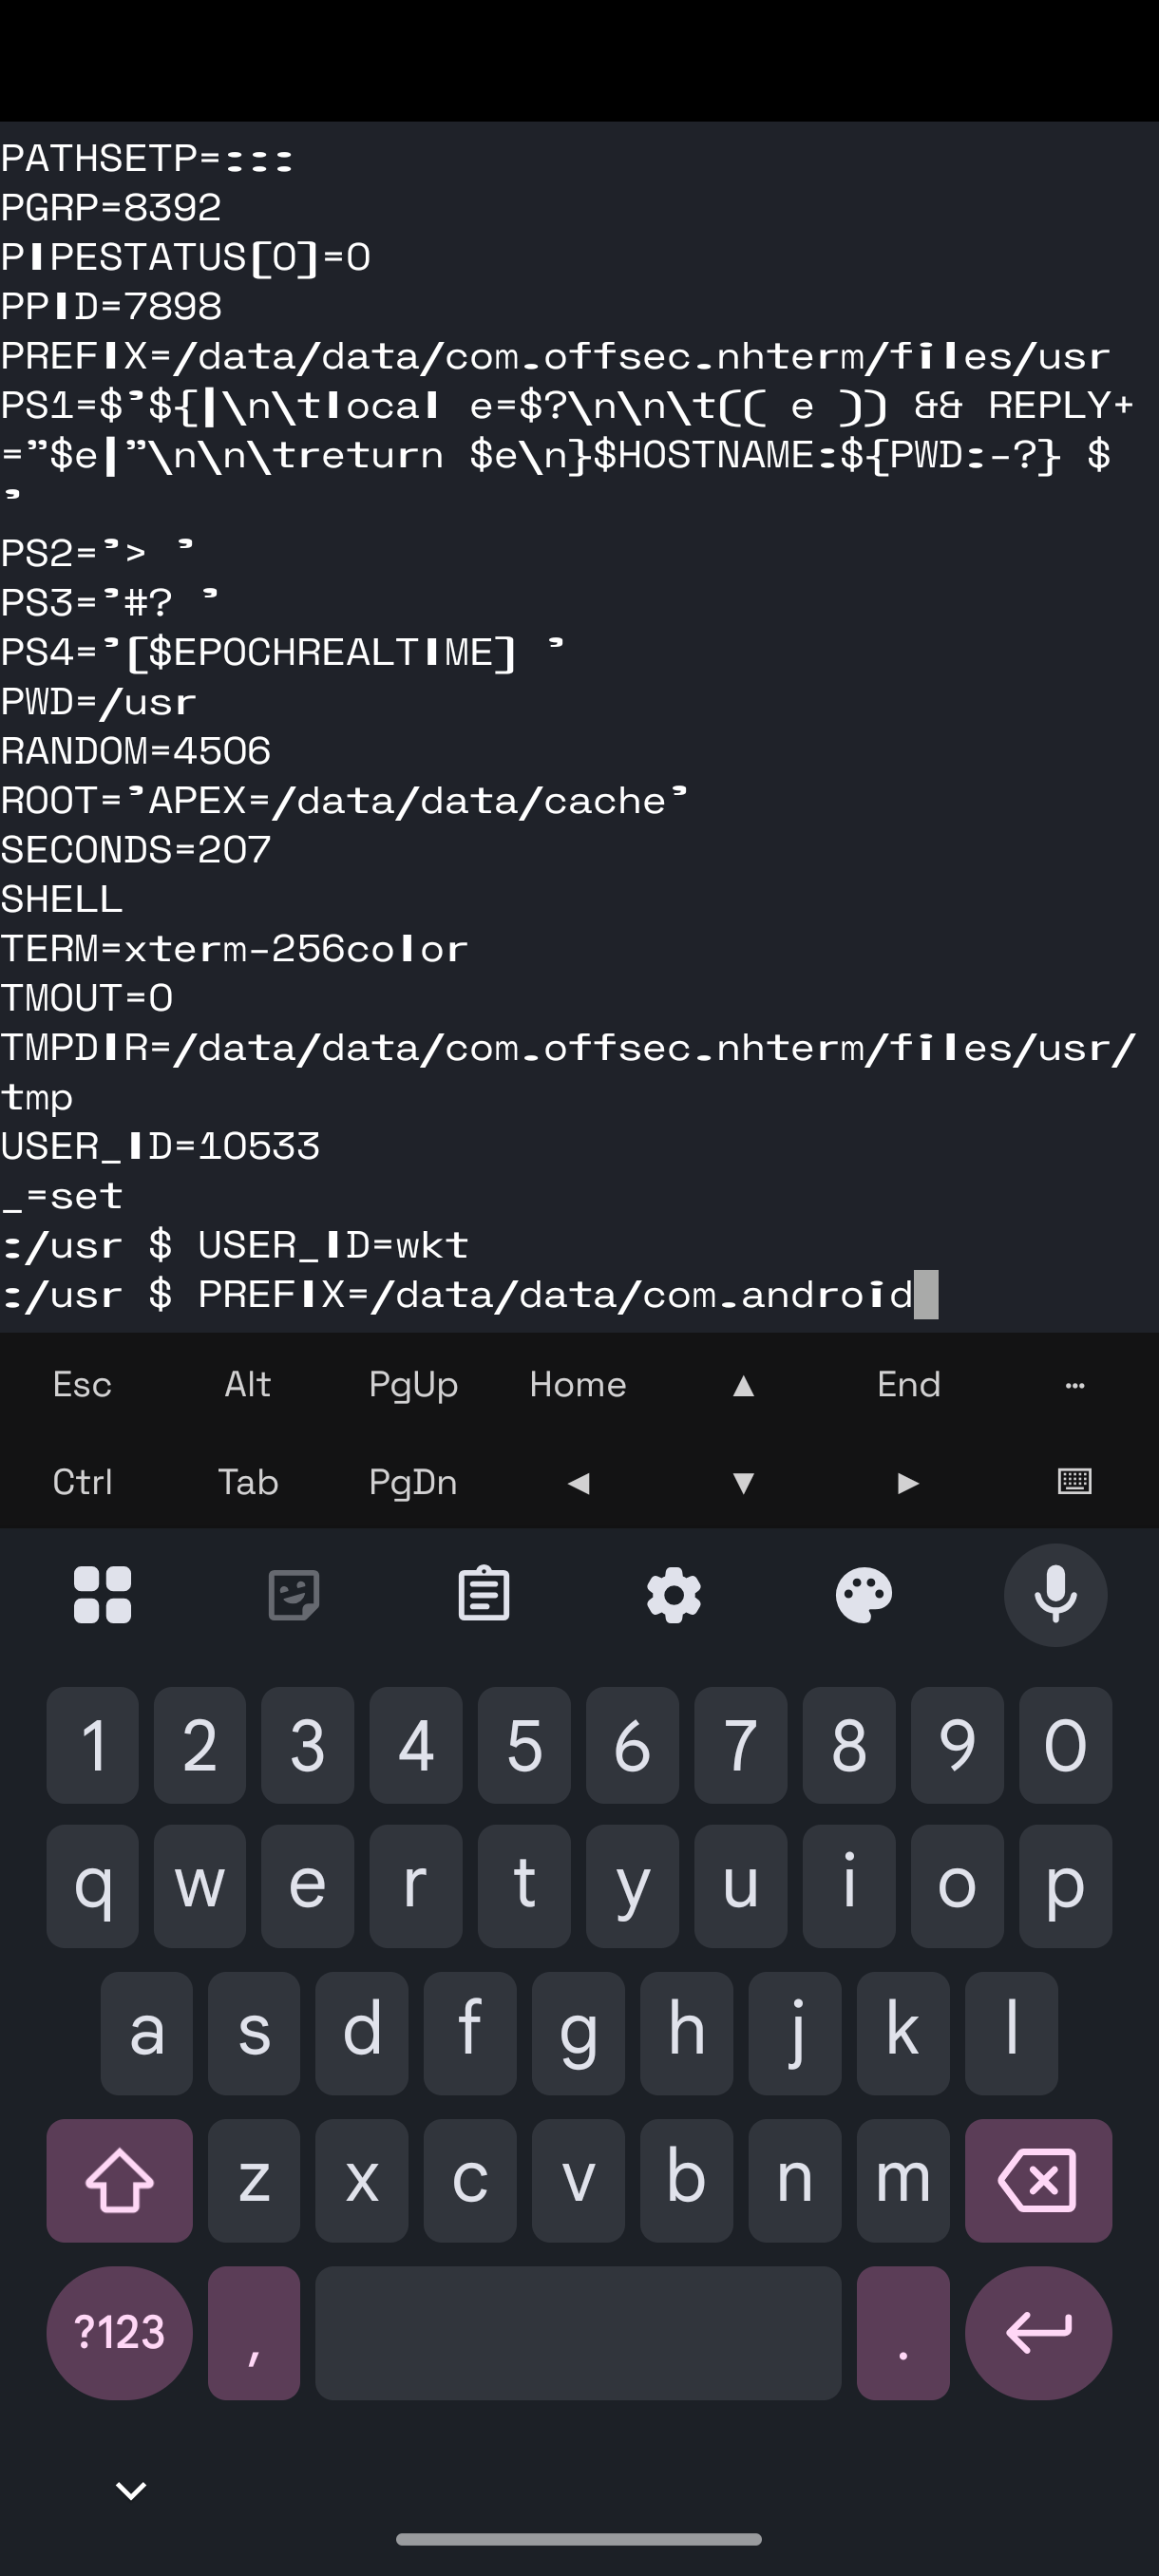 PATHSETP=:::
PGRP=8392
PIPESTATUS[0]=0
PPID=7898
PREFIX=/data/data/com.offsec.nhterm/files/usr
PS1=$'${|\n\tlocal e=$?\n\n\t(( e )) && REPLY+
="$e|"\n\n\treturn $e\n}$HOSTNAME:${PWD:-?} $
'
PS2='> '
PS3='#? '
PS4='[$EPOCHREALTIME] '
PWD=/usr
RANDOM=4506
ROOT='APEX=/data/data/cache'
SECONDS=207
SHELL
TERM=xterm-256color
TMOUT=0
TMPDIR=/data/data/com.offsec.nhterm/files/usr/
tmp
USER_ID=10533
_=set
:/usr $ USER_ID=wkt
:/usr $ PREFIX=/data/data/com.android
Esc Alt PgUp Home ▲ End …
Ctrl Tab PgDn ◀ ▼ ▶
1 2 3 4 5 6 7 8 9 0
q w e r t y u i o p
a s d f g h j k l
z x c v b n m
?123 , .